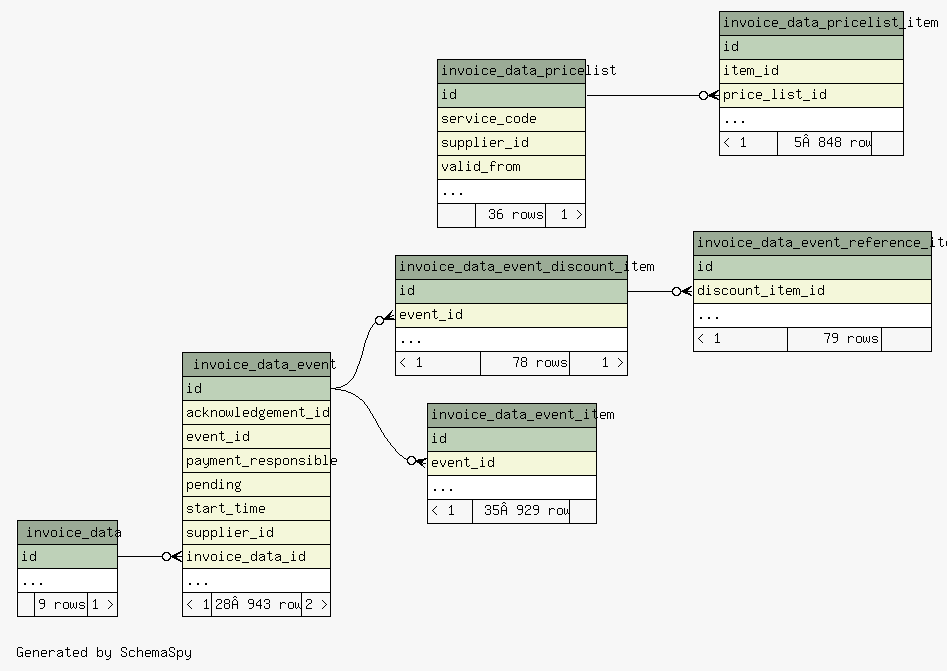 invoice_data_pricelist_item
id
item_id
price_list_id
...
< 1 5Â 848 row
invoice_data_pricelist
id
service_code
supplier_id
valid_from
...
36 rows 1 >
invoice_data_event_reference_ite
id
discount_item_id
...
< 1 79 rows
invoice_data_event_discount_item
id
event_id
...
< 1 78 rows 1 >
invoice_data_event
id
acknowledgement_id
event_id
payment_responsible
pending
start_time
supplier_id
invoice_data_id
...
< 1 28Â 943 row 2 >
invoice_data_event_item
id
event_id
...
< 1 35Â 929 row
invoice_data
id
...
9 rows 1 >
Generated by SchemaSpy